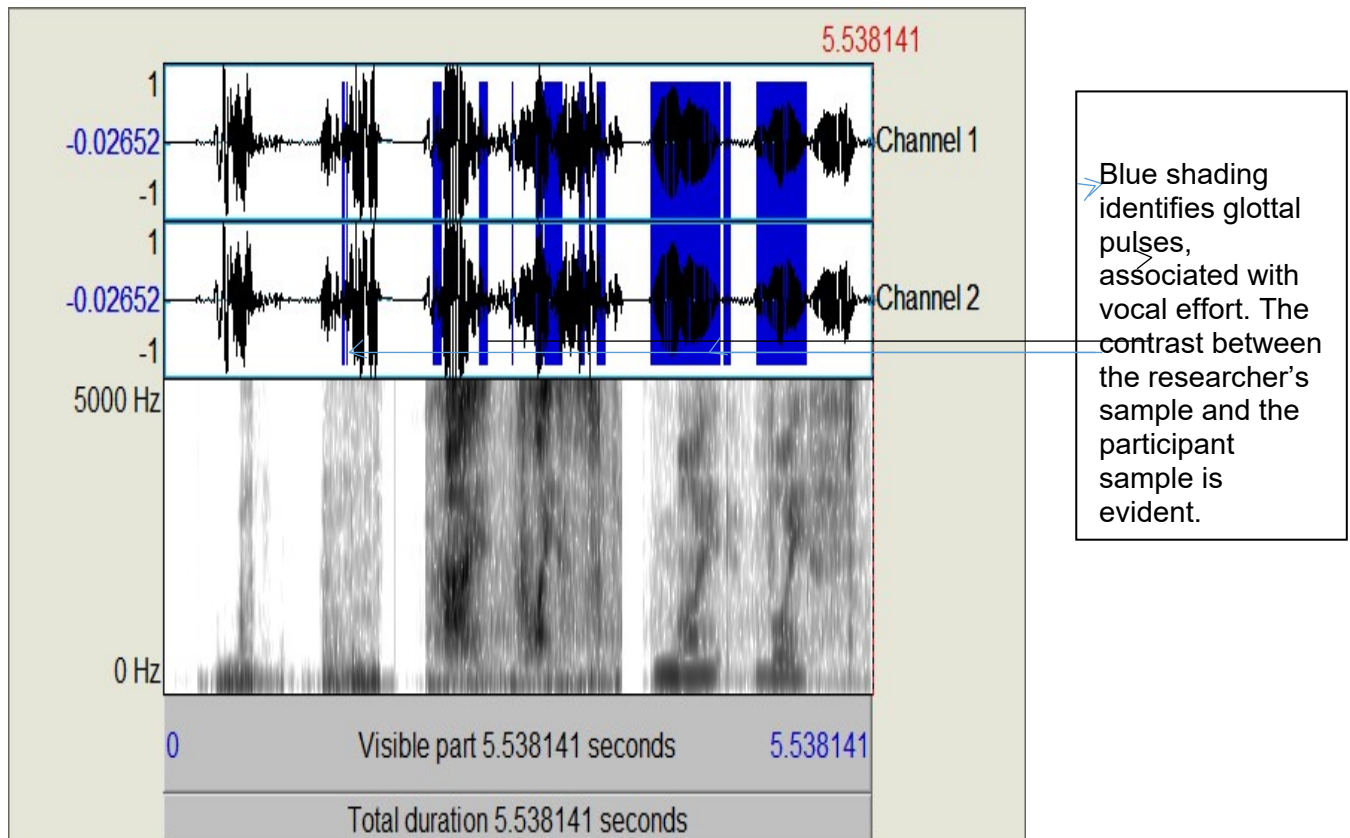 5.538141
1
-0.02652
-1
Channel 1
1
-0.02652
-1
Channel 2
5000 Hz
0 Hz
0 Visible part 5.538141 seconds 5.538141
Total duration 5.538141 seconds
Blue shading
identifies glottal
pulses,
associated with
vocal effort. The
contrast between
the researcher’s
sample and the
participant
sample is
evident.